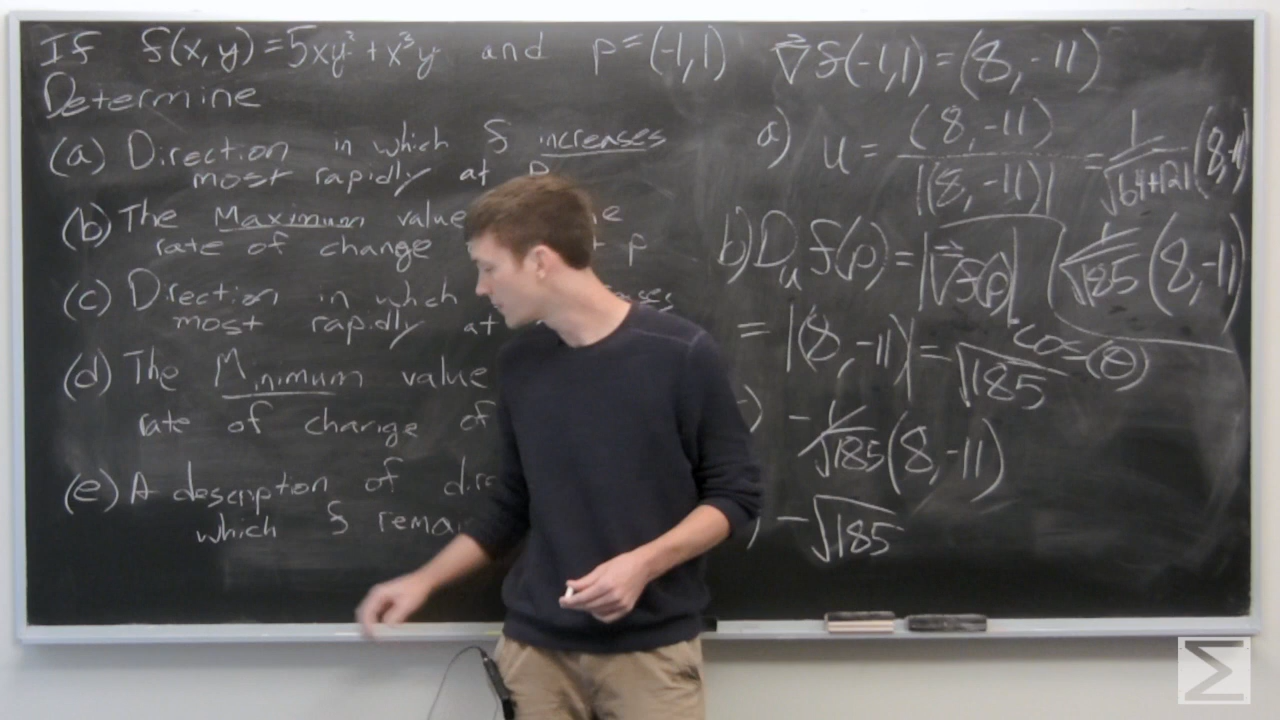 If f(x,y) = 5xy² + x³y and p = (-1,1)
Determine
(a) Direction in which f increases
most rapidly at P
(b) The Maximum value
rate of change p
(c) Direction in which
most rapidly at
(d) The Minimum value
rate of change of
(e) A description of
which f
∇⃗f(-1,1) = (8,-11)
a) u = (8,-11) / |(8,-11)| = 1/√(64+121) (8,-11)
1/√185 (8,-11)
b) D_u f(p) = |∇⃗f(p)|
cos(θ)
= |(8,-11)| = √185
) -1/√185 (8,-11)
) -√185
Σ